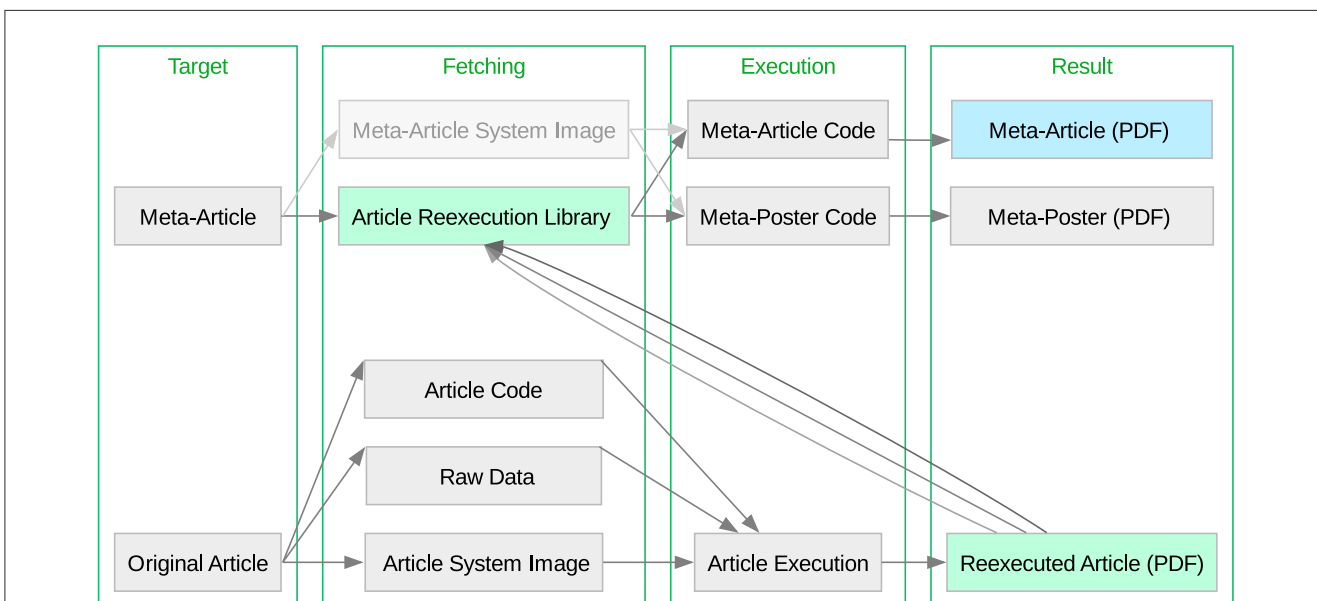 Target
Fetching
Execution
Result
Meta-Article System Image
Meta-Article Code
Meta-Article (PDF)
Meta-Article
Article Reexecution Library
Meta-Poster Code
Meta-Poster (PDF)
Article Code
Raw Data
Original Article
Article System Image
Article Execution
Reexecuted Article (PDF)